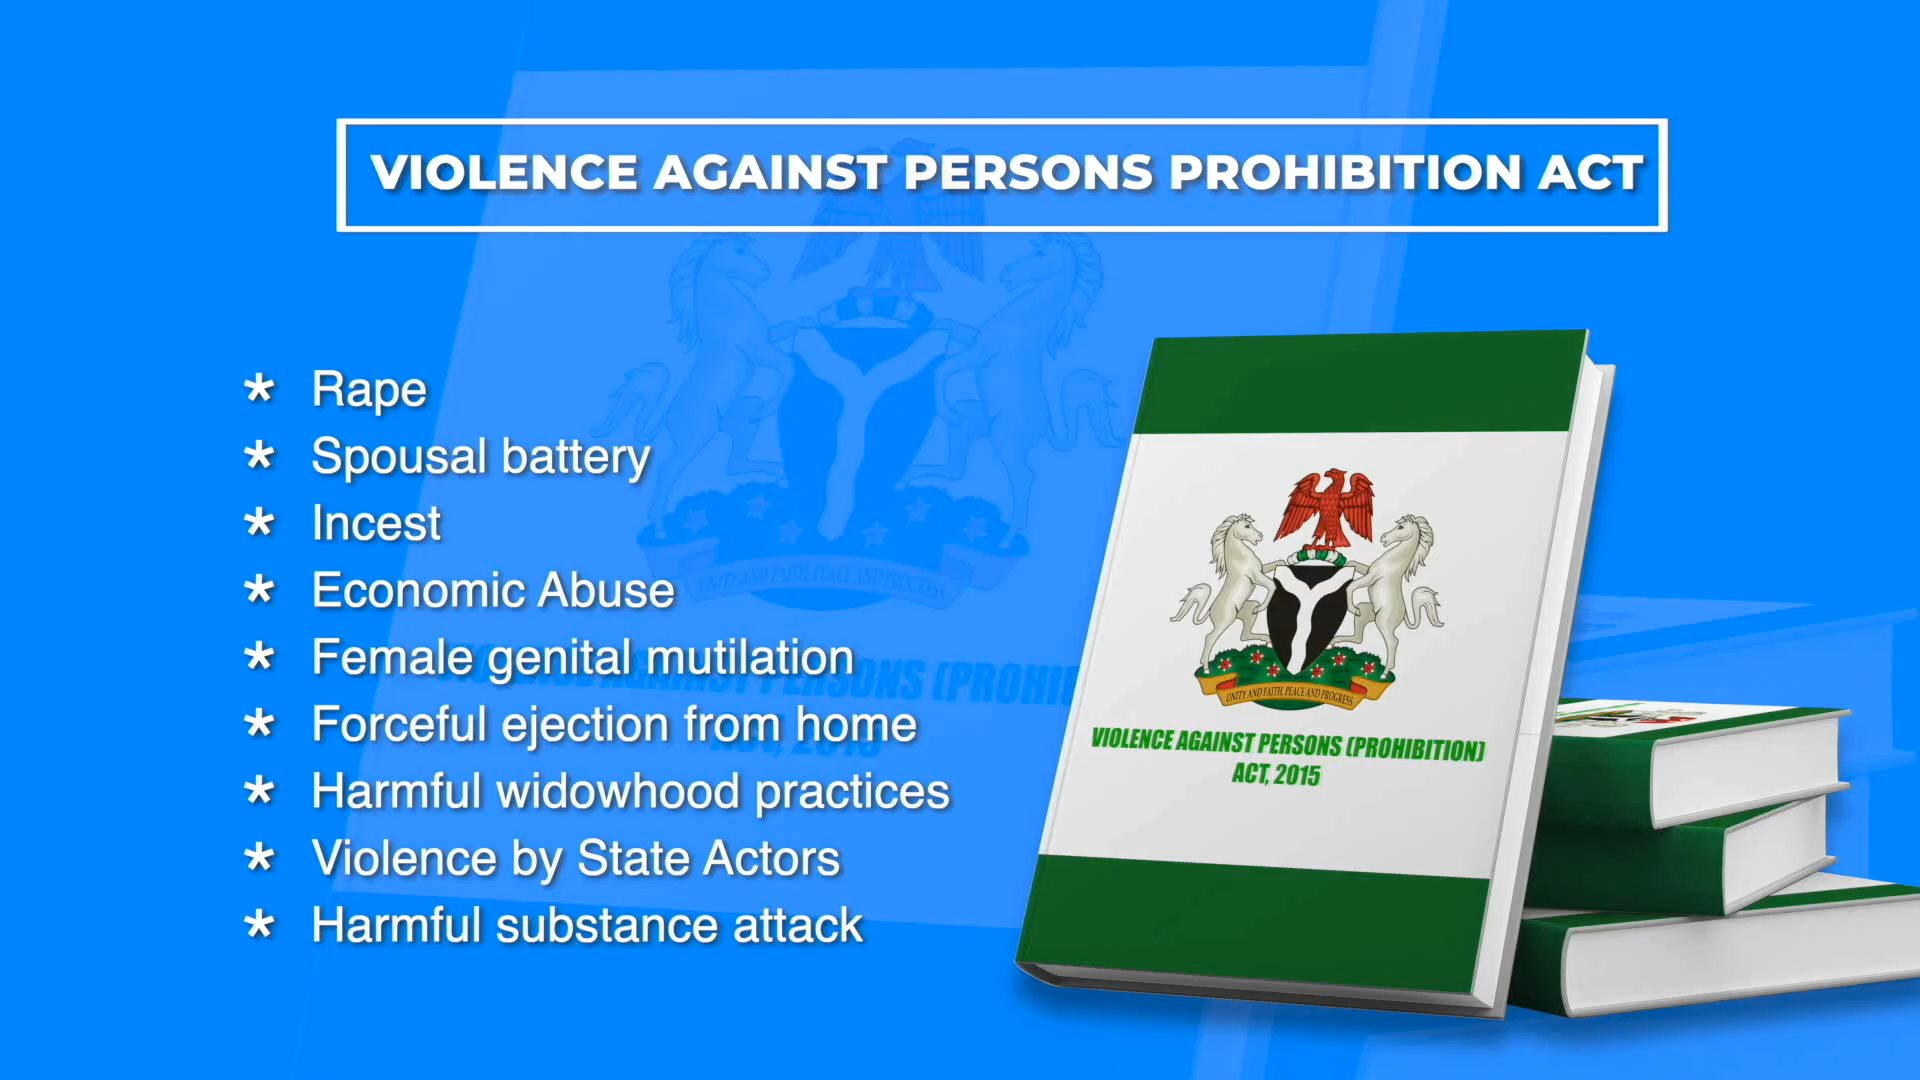 VIOLENCE AGAINST PERSONS PROHIBITION ACT
* Rape
* Spousal battery
* Incest
* Economic Abuse
* Female genital mutilation
* Forceful ejection from home
* Harmful widowhood practices
* Violence by State Actors
* Harmful substance attack
UNITY AND FAITH, PEACE AND PROGRESS
VIOLENCE AGAINST PERSONS (PROHIBITION)
ACT, 2015